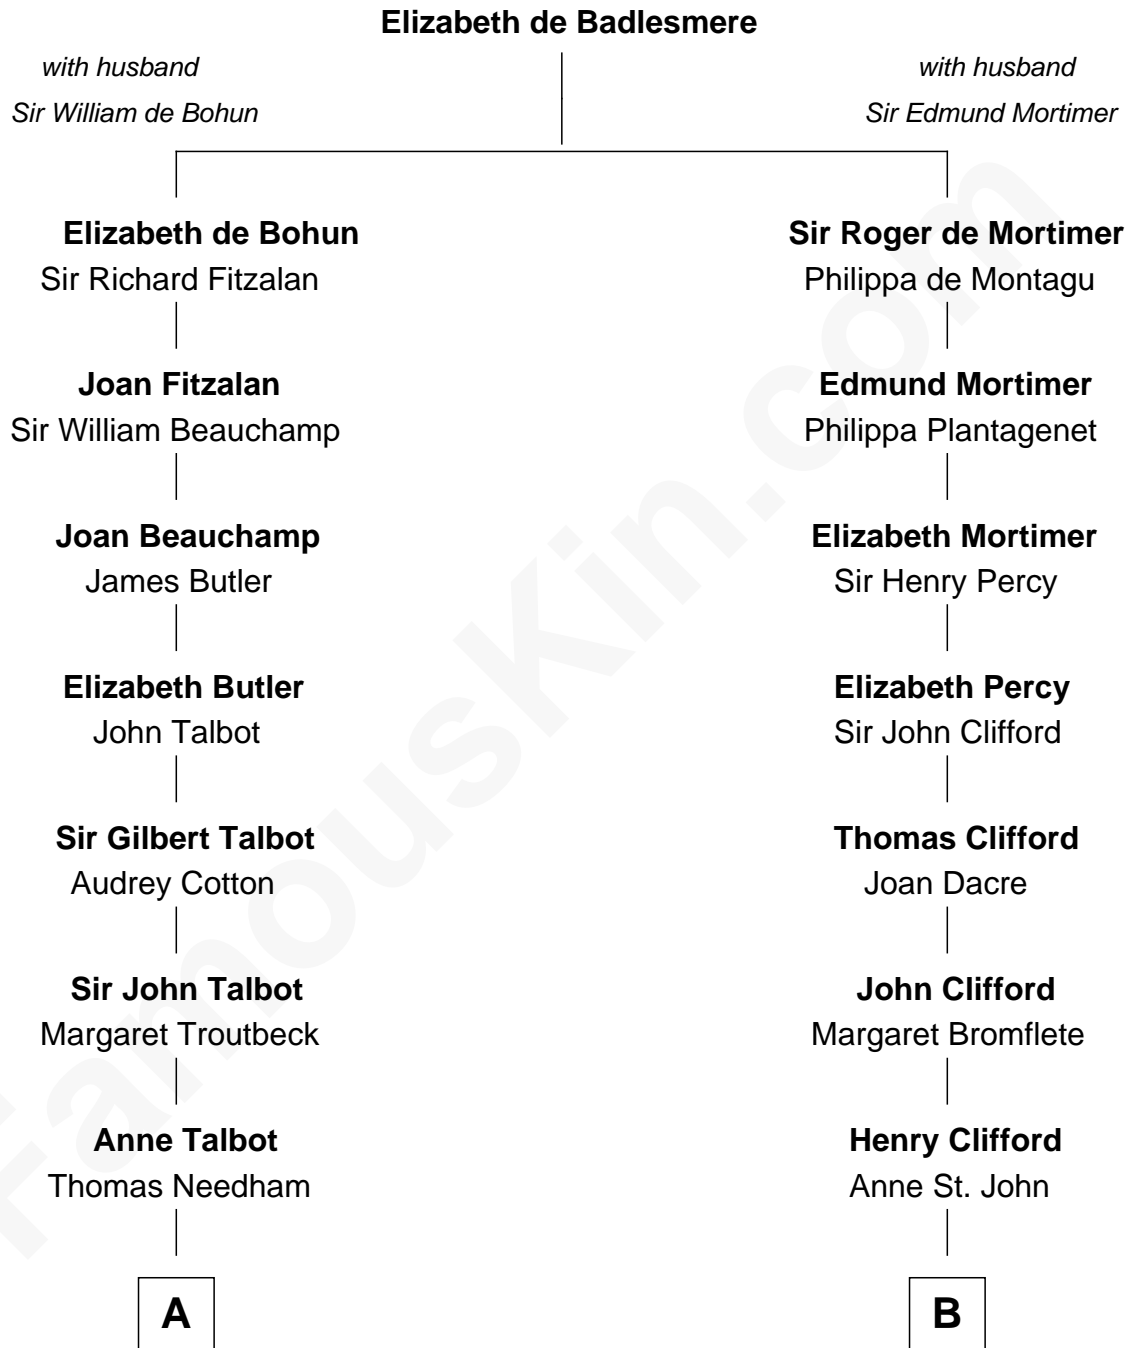 Elizabeth de Badlesmere
with husband
Sir William de Bohun
with husband
Sir Edmund Mortimer
Elizabeth de Bohun
Sir Richard Fitzalan
Sir Roger de Mortimer
Philippa de Montagu
Joan Fitzalan
Sir William Beauchamp
Edmund Mortimer
Philippa Plantagenet
Joan Beauchamp
James Butler
Elizabeth Mortimer
Sir Henry Percy
Elizabeth Butler
John Talbot
Elizabeth Percy
Sir John Clifford
Sir Gilbert Talbot
Audrey Cotton
Thomas Clifford
Joan Dacre
Sir John Talbot
Margaret Troutbeck
John Clifford
Margaret Bromflete
Anne Talbot
Thomas Needham
Henry Clifford
Anne St. John
A
B
FamousKin.com